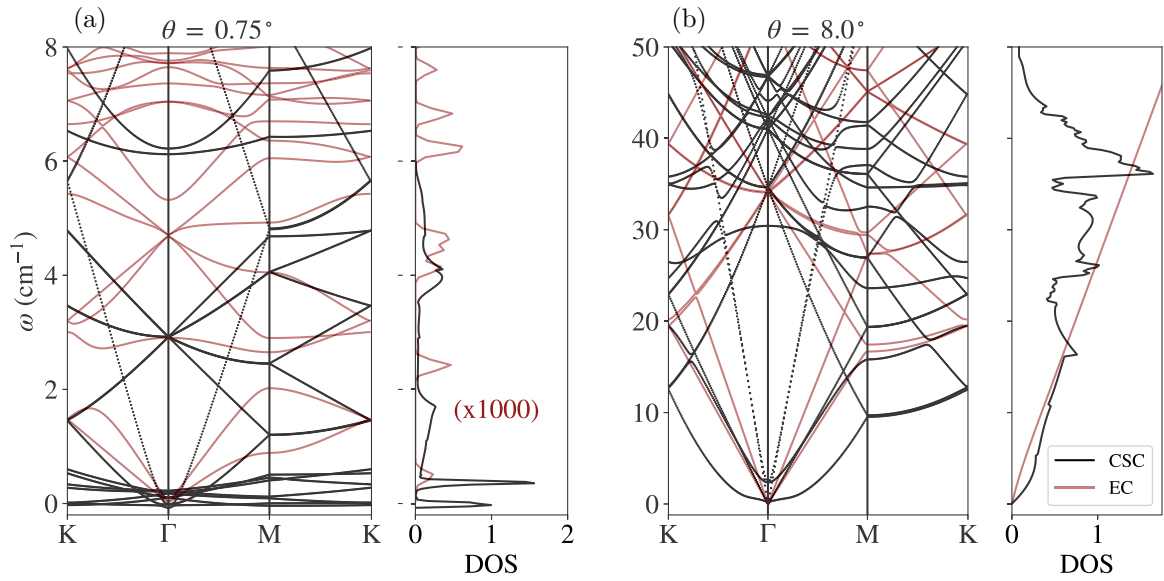 (a)
θ = 0.75°
8
6
4
2
0
ω (cm⁻¹)
K
Γ
M
K
(x1000)
0
1
2
DOS
(b)
θ = 8.0°
50
40
30
20
10
0
K
Γ
M
K
CSC
EC
0
1
DOS